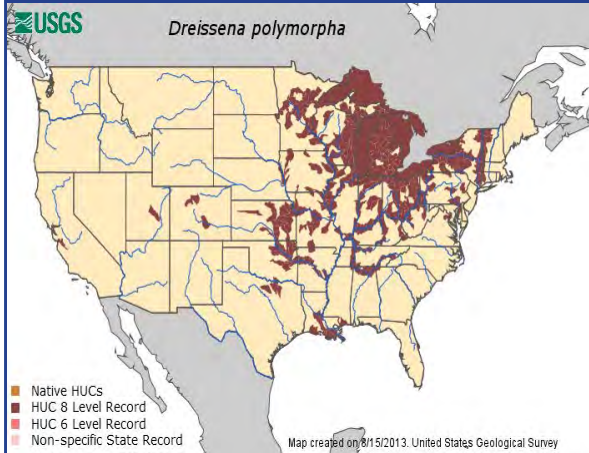 USGS
Dreissena polymorpha
Native HUCs
HUC 8 Level Record
HUC 6 Level Record
Non-specific State Record
Map created on 8/15/2013. United States Geological Survey